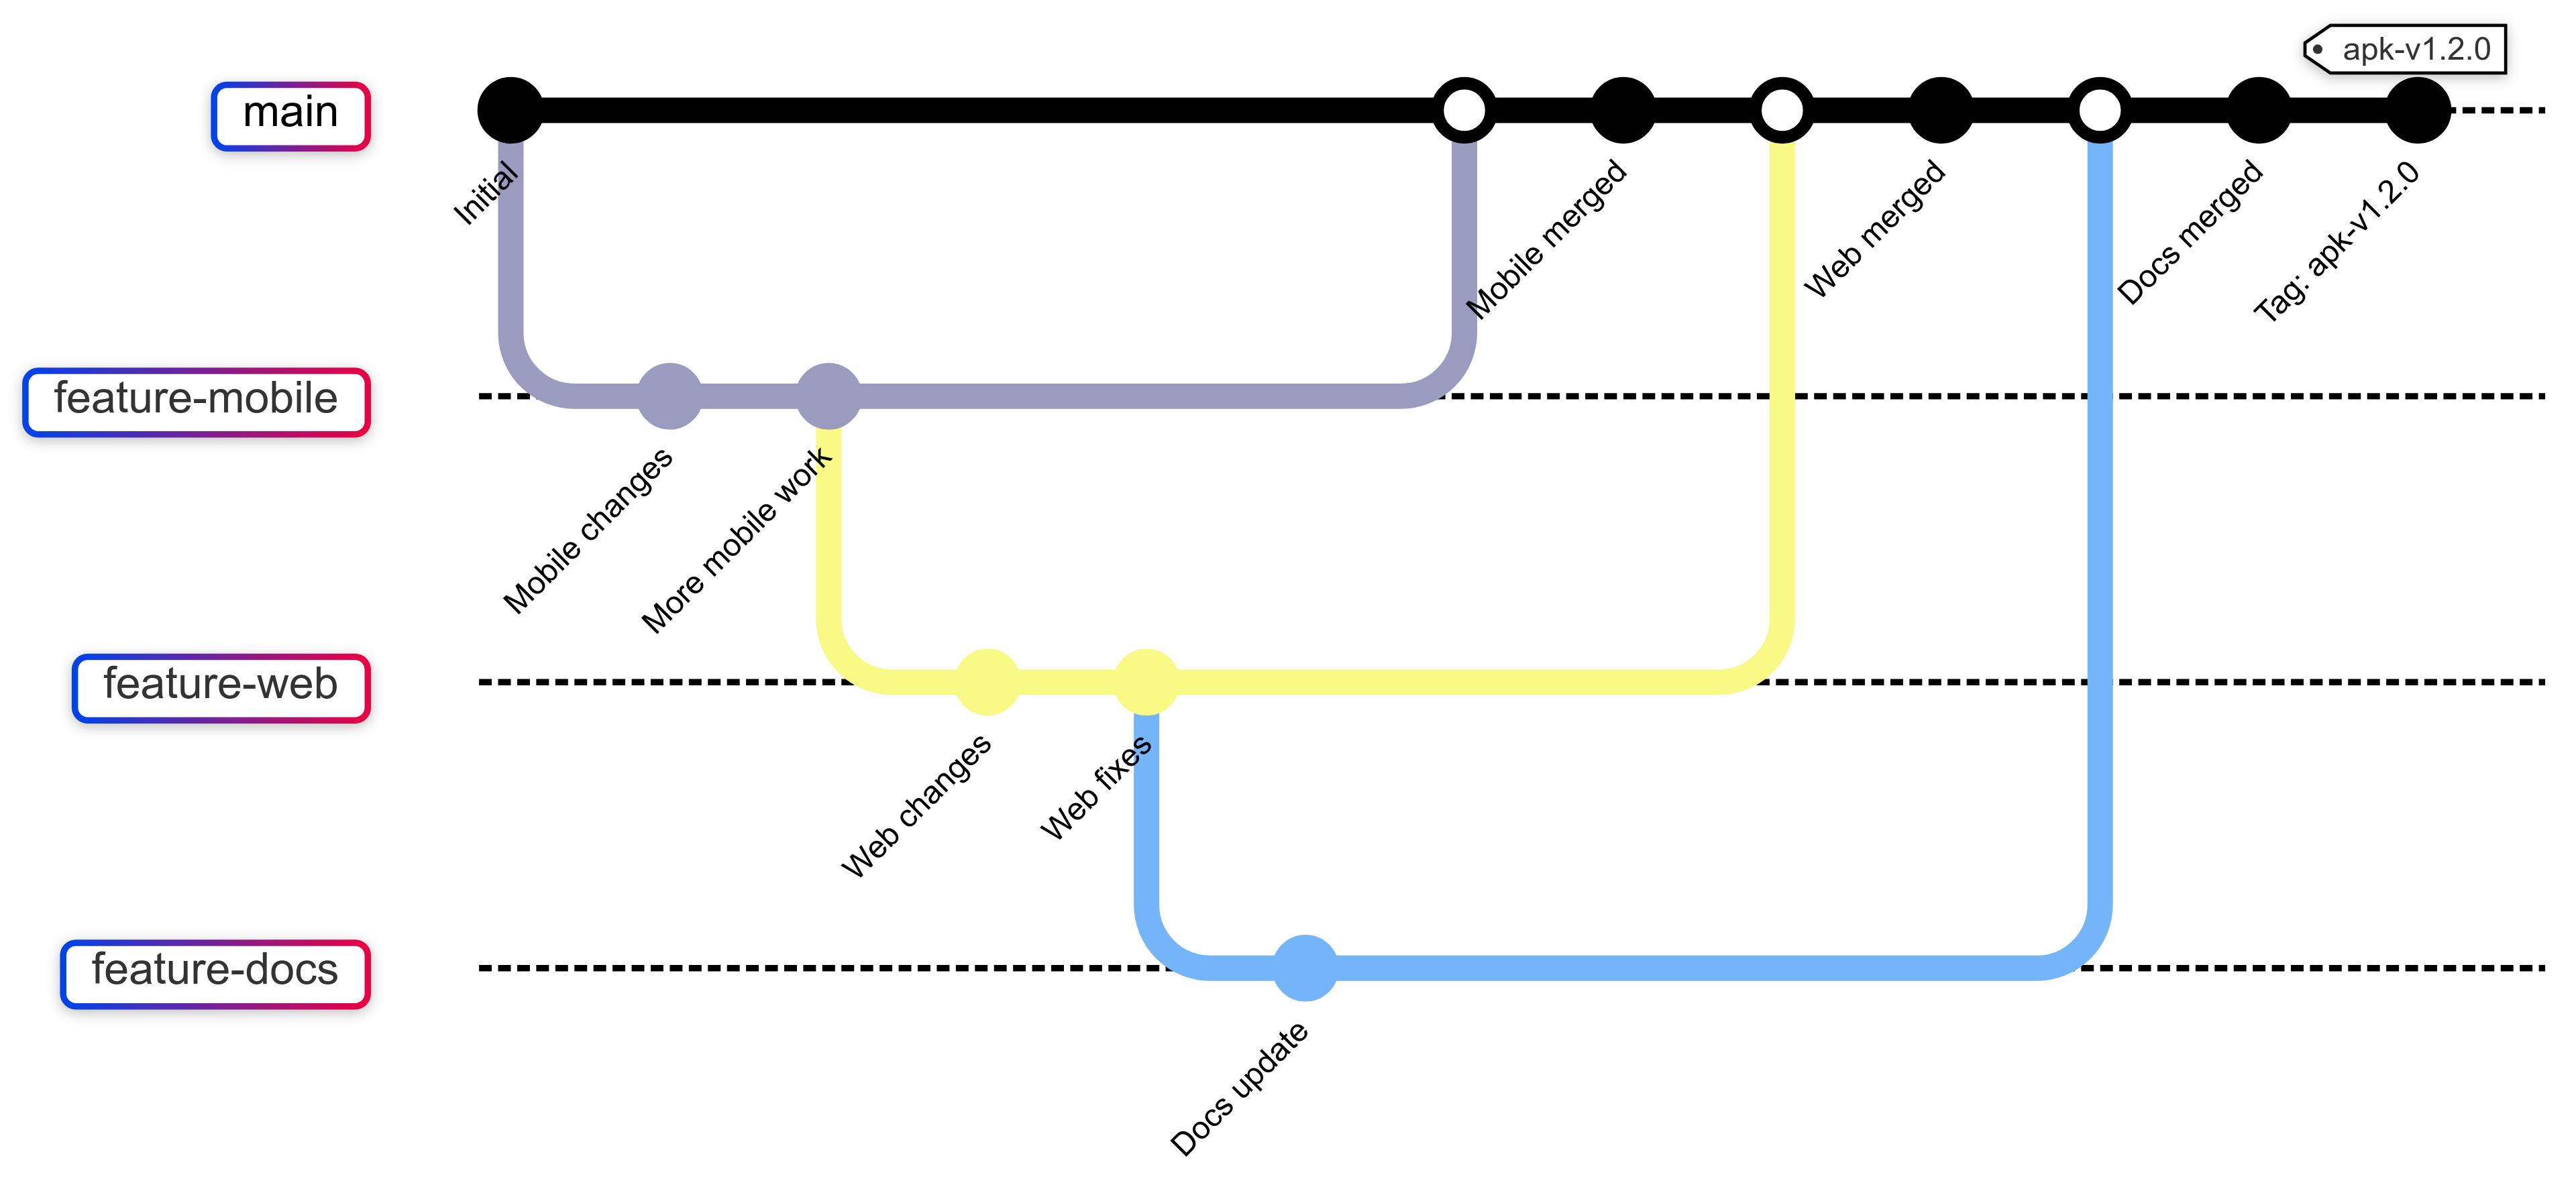 apk-v1.2.0
main
Initial
Mobile merged
Web merged
Docs merged
Tag: apk-v1.2.0
feature-mobile
Mobile changes
More mobile work
feature-web
Web changes
Web fixes
feature-docs
Docs update